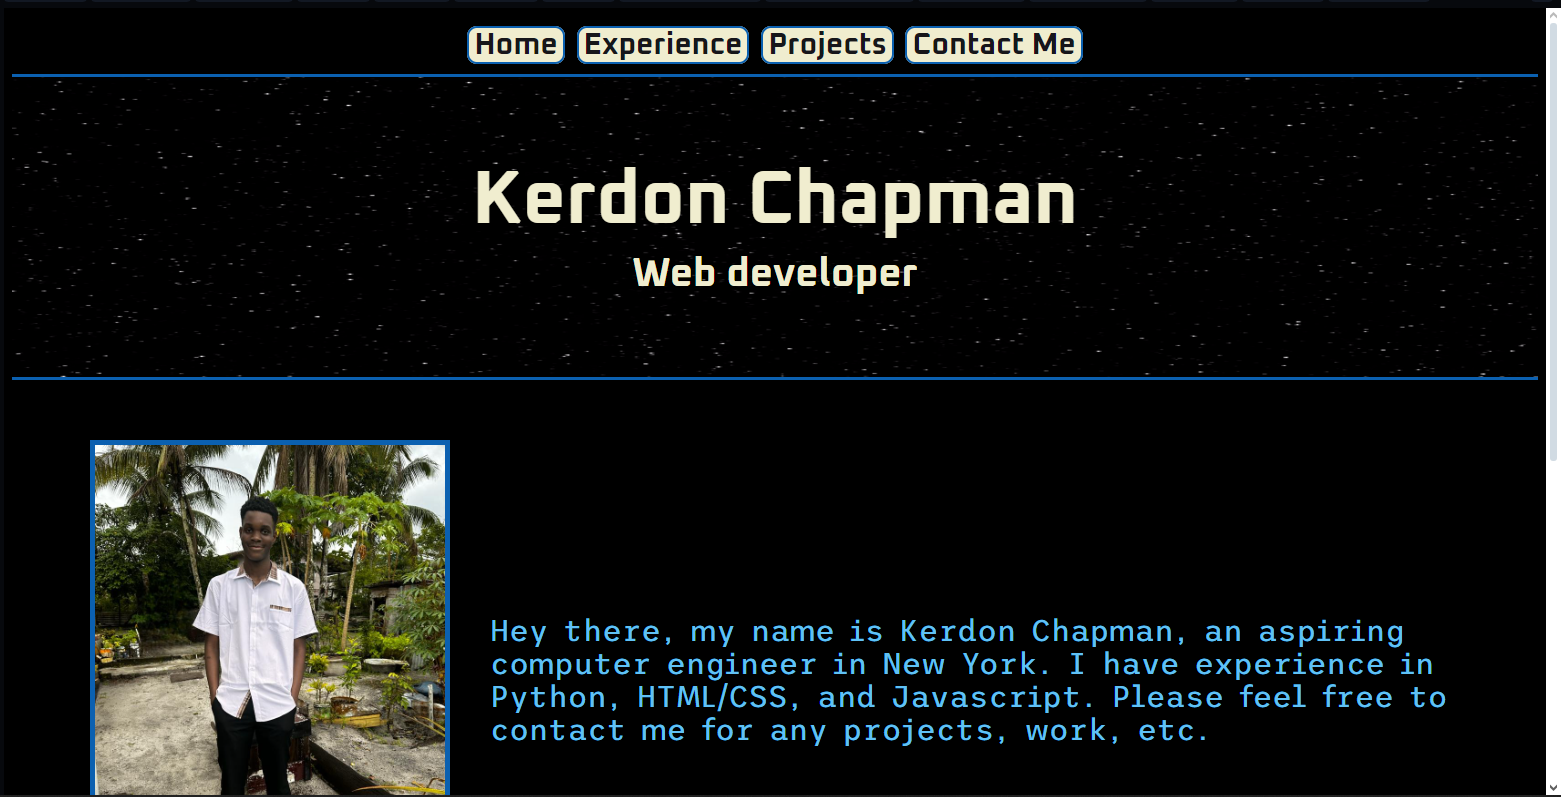 Home Experience Projects Contact Me
Kerdon Chapman
Web developer
Hey there, my name is Kerdon Chapman, an aspiring
computer engineer in New York. I have experience in
Python, HTML/CSS, and Javascript. Please feel free to
contact me for any projects, work, etc.